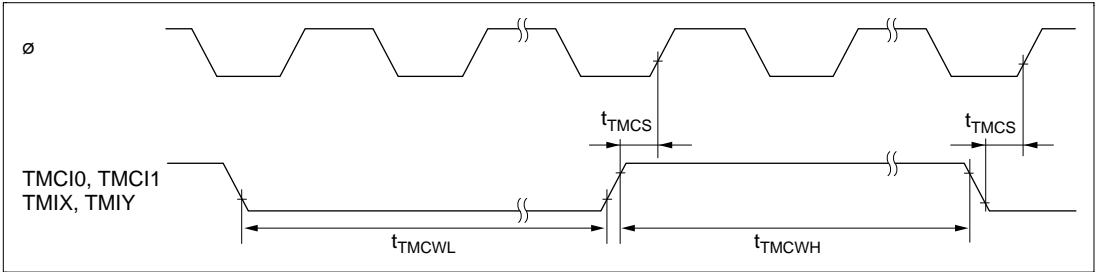 ø
tTMCS
tTMCS
TMCI0, TMCI1
TMIX, TMIY
tTMCWL
tTMCWH